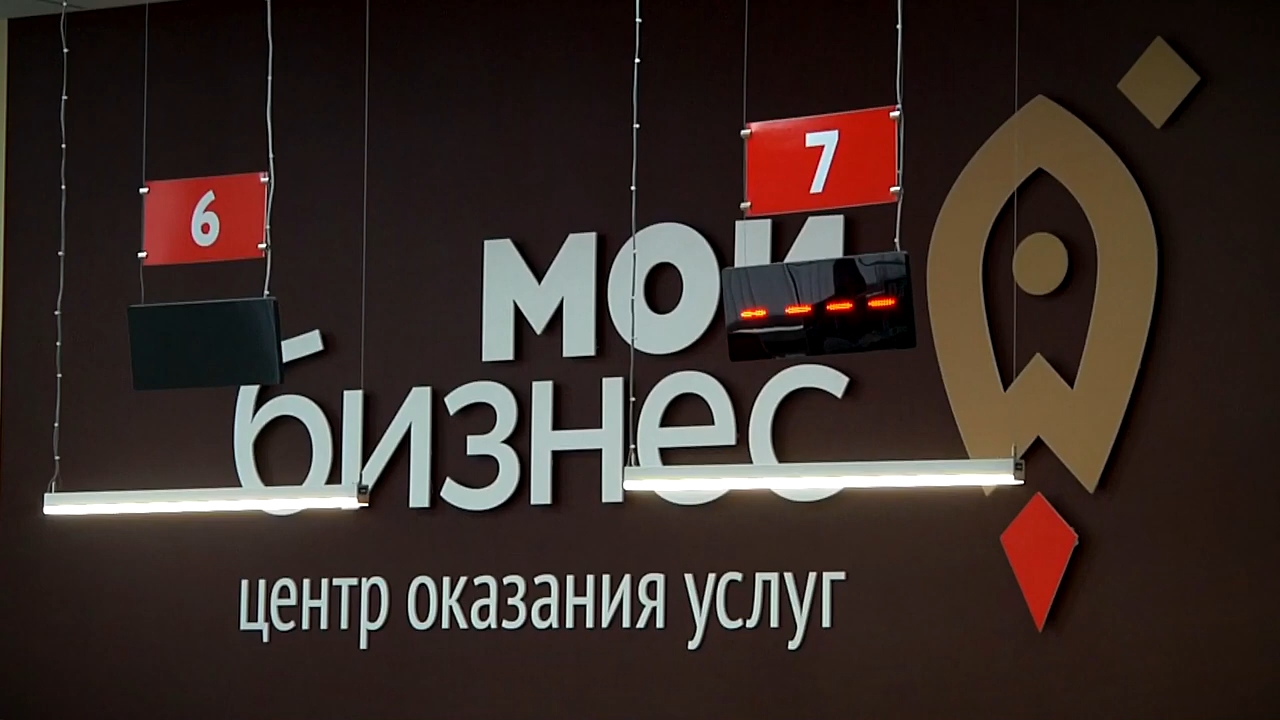 6
7
мой
бизнес
центр оказания услуг